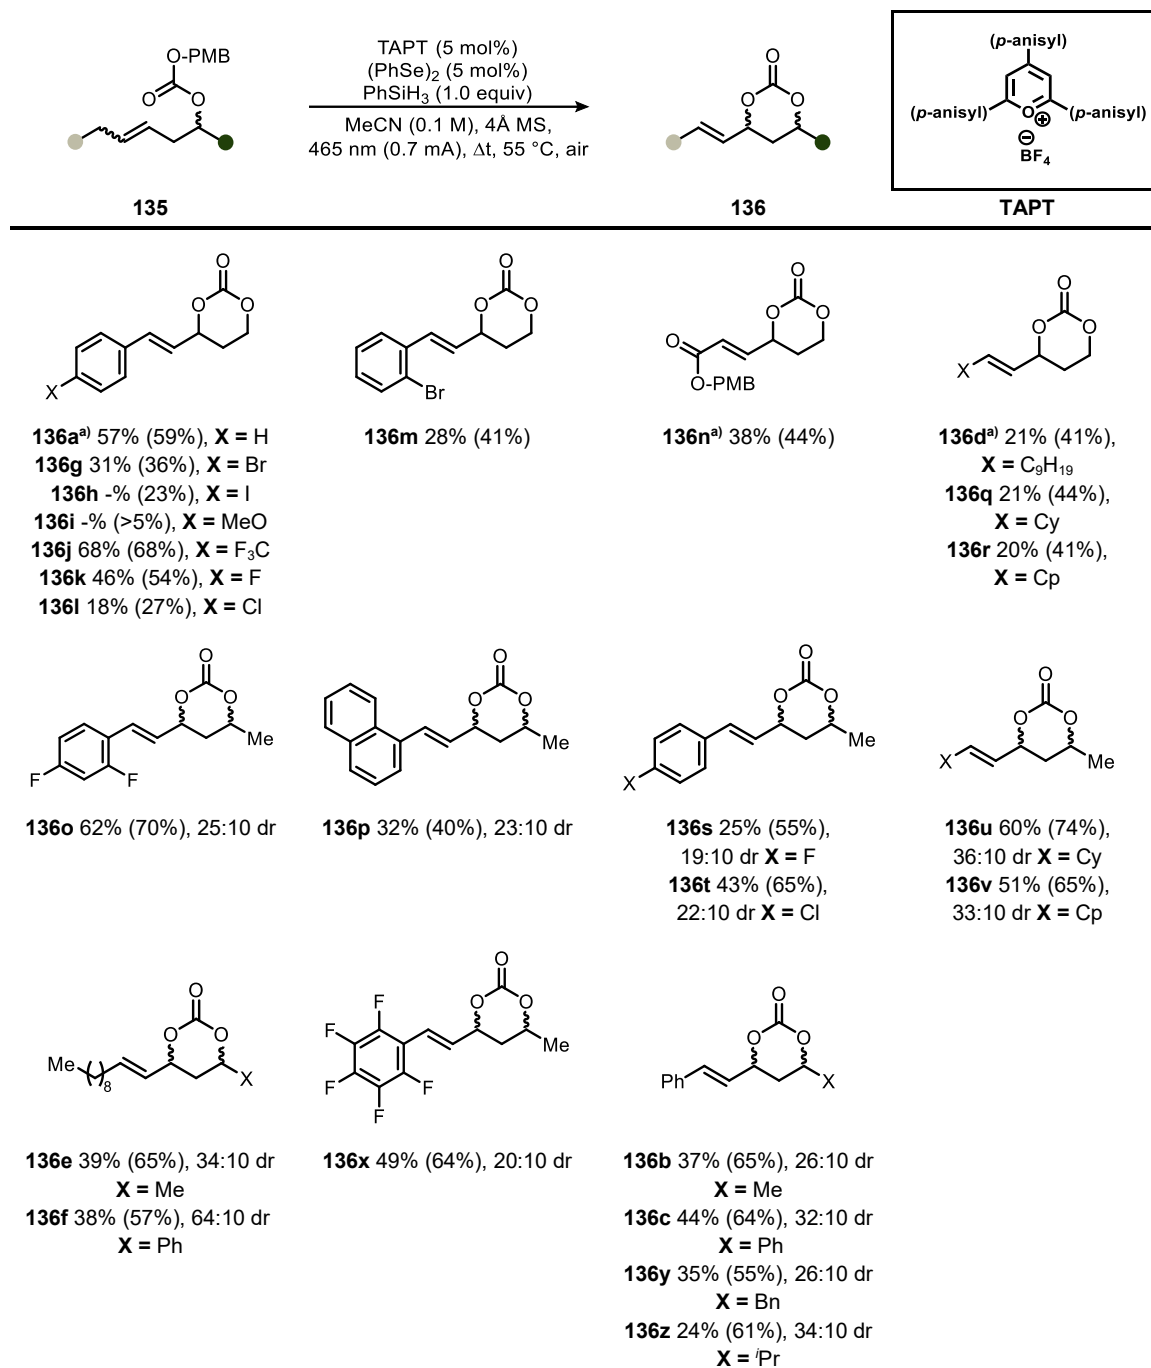 O-PMB
O
O
TAPT (5 mol%)
(PhSe)2 (5 mol%)
PhSiH3 (1.0 equiv)
MeCN (0.1 M), 4Å MS,
465 nm (0.7 mA), Δt, 55 °C, air
O
O
O
(p-anisyl)
(p-anisyl)
O
⊕
(p-anisyl)
⊖
BF4
135
136
TAPT
O
O
O
X
O
O
O
Br
O
O
O
O
O-PMB
O
O
O
X
136a a) 57% (59%), X = H
136g 31% (36%), X = Br
136h -% (23%), X = I
136i -% (>5%), X = MeO
136j 68% (68%), X = F3C
136k 46% (54%), X = F
136l 18% (27%), X = Cl
136m 28% (41%)
136n a) 38% (44%)
136d a) 21% (41%),
X = C9H19
136q 21% (44%),
X = Cy
136r 20% (41%),
X = Cp
O
O
O
Me
F
F
O
O
O
Me
O
O
O
Me
X
O
O
O
X
Me
136o 62% (70%), 25:10 dr
136p 32% (40%), 23:10 dr
136s 25% (55%),
19:10 dr X = F
136t 43% (65%),
22:10 dr X = Cl
136u 60% (74%),
36:10 dr X = Cy
136v 51% (65%),
33:10 dr X = Cp
O
O
O
Me
( )8
X
O
O
O
Me
F
F
F
F
F
O
O
O
Ph
X
136e 39% (65%), 34:10 dr
X = Me
136f 38% (57%), 64:10 dr
X = Ph
136x 49% (64%), 20:10 dr
136b 37% (65%), 26:10 dr
X = Me
136c 44% (64%), 32:10 dr
X = Ph
136y 35% (55%), 26:10 dr
X = Bn
136z 24% (61%), 34:10 dr
X = iPr